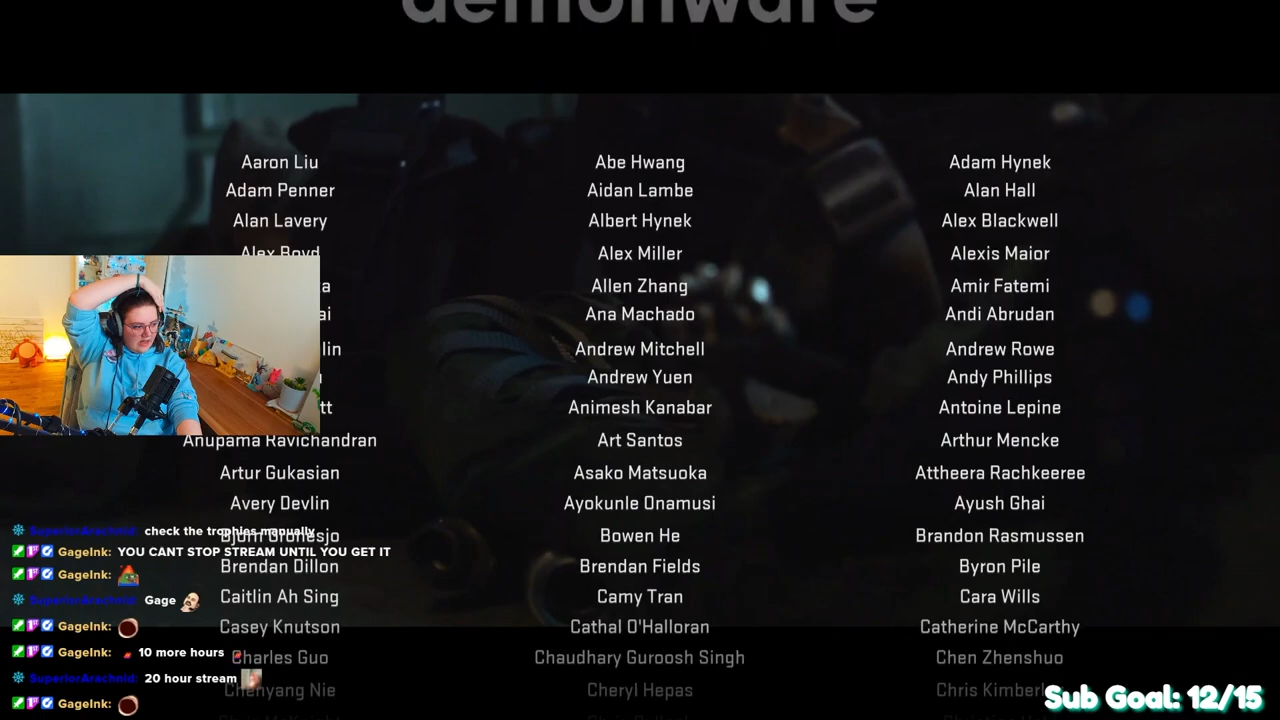 demonware
Aaron Liu Abe Hwang Adam Hynek
Adam Penner Aidan Lambe Alan Hall
Alan Lavery Albert Hynek Alex Blackwell
Alex Boyd Alex Miller Alexis Maior
Allen Zhang Amir Fatemi
Ana Machado Andi Abrudan
Andrew Mitchell Andrew Rowe
Andrew Yuen Andy Phillips
Animesh Kanabar Antoine Lepine
Anupama Ravichandran Art Santos Arthur Mencke
Artur Gukasian Asako Matsuoka Attheera Rachkeeree
Avery Devlin Ayokunle Onamusi Ayush Ghai
Bowen He Brandon Rasmussen
Brendan Dillon Brendan Fields Byron Pile
Caitlin Ah Sing Camy Tran Cara Wills
Casey Knutson Cathal O'Halloran Catherine McCarthy
Charles Guo Chaudhary Guroosh Singh Chen Zhenshuo
Chenyang Nie Cheryl Hepas Chris
SuperiorArachnid: check the trophies manually
GageInk: YOU CANT STOP STREAM UNTIL YOU GET IT
GageInk:
SuperiorArachnid: Gage
GageInk:
GageInk: 10 more hours
SuperiorArachnid: 20 hour stream
GageInk:
Sub Goal: 12/15